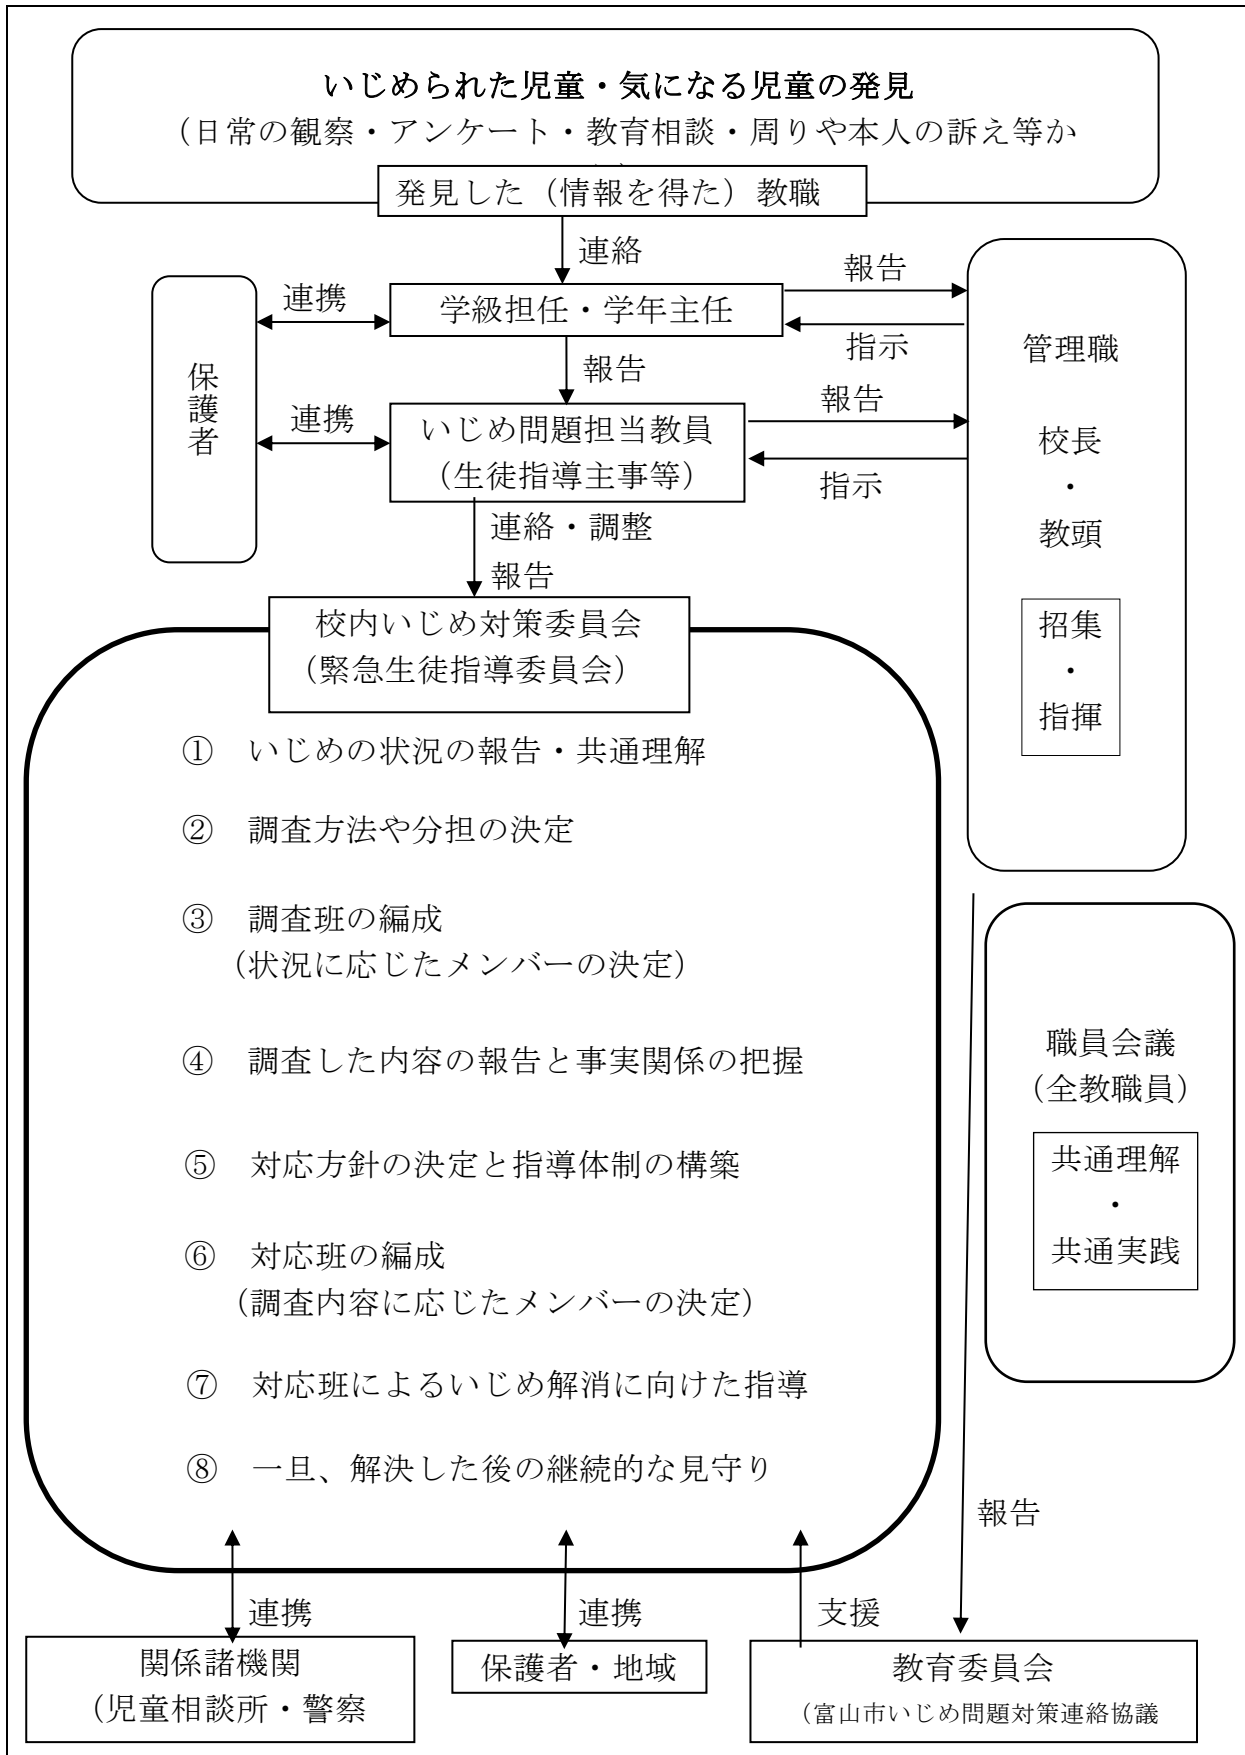 いじめられた児童・気になる児童の発見
（日常の観察・アンケート・教育相談・周りや本人の訴え等か
発見した（情報を得た）教職
連絡
報告
連携
学級担任・学年主任
指示
管理職
保護者
報告
報告
連携
いじめ問題担当教員
（生徒指導主事等）
指示
校長
・
教頭
連絡・調整
報告
招集
・
指揮
校内いじめ対策委員会
（緊急生徒指導委員会）
① いじめの状況の報告・共通理解
② 調査方法や分担の決定
③ 調査班の編成
（状況に応じたメンバーの決定）
④ 調査した内容の報告と事実関係の把握
⑤ 対応方針の決定と指導体制の構築
⑥ 対応班の編成
（調査内容に応じたメンバーの決定）
⑦ 対応班によるいじめ解消に向けた指導
⑧ 一旦、解決した後の継続的な見守り
職員会議
（全教職員）
共通理解
・
共通実践
報告
連携
連携
支援
関係諸機関
（児童相談所・警察
保護者・地域
教育委員会
（富山市いじめ問題対策連絡協議